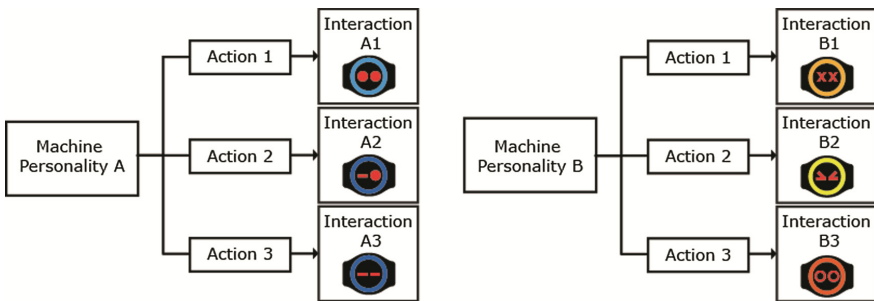 Machine
Personality A
Action 1
Interaction
A1
Action 2
Interaction
A2
Action 3
Interaction
A3
Machine
Personality B
Action 1
Interaction
B1
xx
Action 2
Interaction
B2
Action 3
Interaction
B3